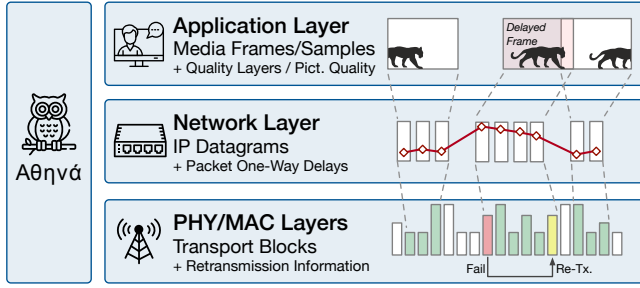 Αθηνά
Application Layer
Media Frames/Samples
+ Quality Layers / Pict. Quality
Delayed
Frame
Network Layer
IP Datagrams
+ Packet One-Way Delays
PHY/MAC Layers
Transport Blocks
+ Retransmission Information
Fail
Re-Tx.